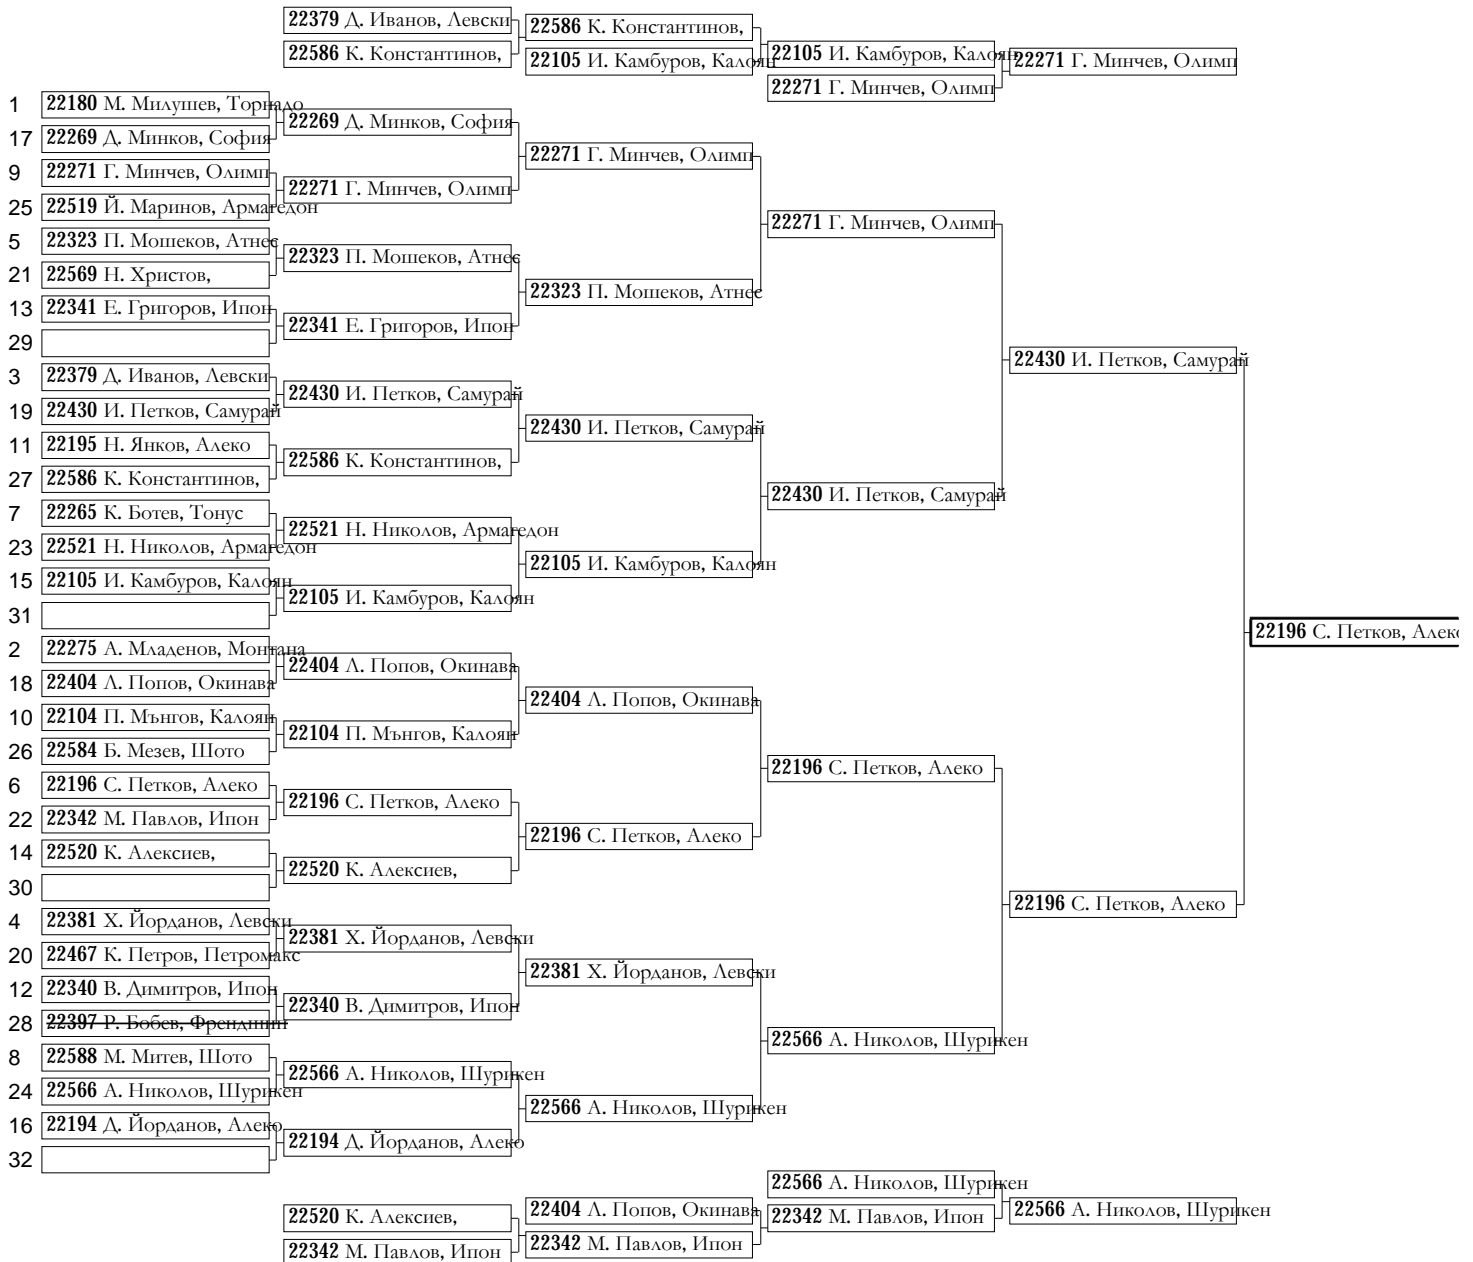 22379 Д. Иванов, Левски
22586 К. Константинов,
22586 К. Константинов,
22105 И. Камбуров, Калоян
22105 И. Камбуров, Калоян
22271 Г. Минчев, Олимп
22271 Г. Минчев, Олимп
1 22180 М. Милушев, Торнадо
17 22269 Д. Минков, София
9 22271 Г. Минчев, Олимп
25 22519 Й. Маринов, Армагедон
5 22323 П. Мошеков, Атнес
21 22569 Н. Христов,
13 22341 Е. Григоров, Ипон
29
3 22379 Д. Иванов, Левски
19 22430 И. Петков, Самурай
11 22195 Н. Янков, Алеко
27 22586 К. Константинов,
7 22265 К. Ботев, Тонус
23 22521 Н. Николов, Армагедон
15 22105 И. Камбуров, Калоян
31
2 22275 А. Младенов, Монтана
18 22404 Л. Попов, Окинава
10 22104 П. Мънгов, Калоян
26 22584 Б. Мезев, Шото
6 22196 С. Петков, Алеко
22 22342 М. Павлов, Ипон
14 22520 К. Алексиев,
30
4 22381 Х. Йорданов, Левски
20 22467 К. Петров, Петромакс
12 22340 В. Димитров, Ипон
28 22397 Р. Бобев, Френдшип
8 22588 М. Митев, Шото
24 22566 А. Николов, Шурикен
16 22194 Д. Йорданов, Алеко
32
22269 Д. Минков, София
22271 Г. Минчев, Олимп
22323 П. Мошеков, Атнес
22341 Е. Григоров, Ипон
22430 И. Петков, Самурай
22586 К. Константинов,
22521 Н. Николов, Армагедон
22105 И. Камбуров, Калоян
22404 Л. Попов, Окинава
22104 П. Мънгов, Калоян
22196 С. Петков, Алеко
22520 К. Алексиев,
22381 Х. Йорданов, Левски
22340 В. Димитров, Ипон
22566 А. Николов, Шурикен
22194 Д. Йорданов, Алеко
22271 Г. Минчев, Олимп
22323 П. Мошеков, Атнес
22430 И. Петков, Самурай
22105 И. Камбуров, Калоян
22404 Л. Попов, Окинава
22196 С. Петков, Алеко
22381 Х. Йорданов, Левски
22566 А. Николов, Шурикен
22271 Г. Минчев, Олимп
22430 И. Петков, Самурай
22196 С. Петков, Алеко
22566 А. Николов, Шурикен
22430 И. Петков, Самурай
22196 С. Петков, Алеко
22196 С. Петков, Алеко
22520 К. Алексиев,
22342 М. Павлов, Ипон
22404 Л. Попов, Окинава
22342 М. Павлов, Ипон
22566 А. Николов, Шурикен
22342 М. Павлов, Ипон
22566 А. Николов, Шурикен